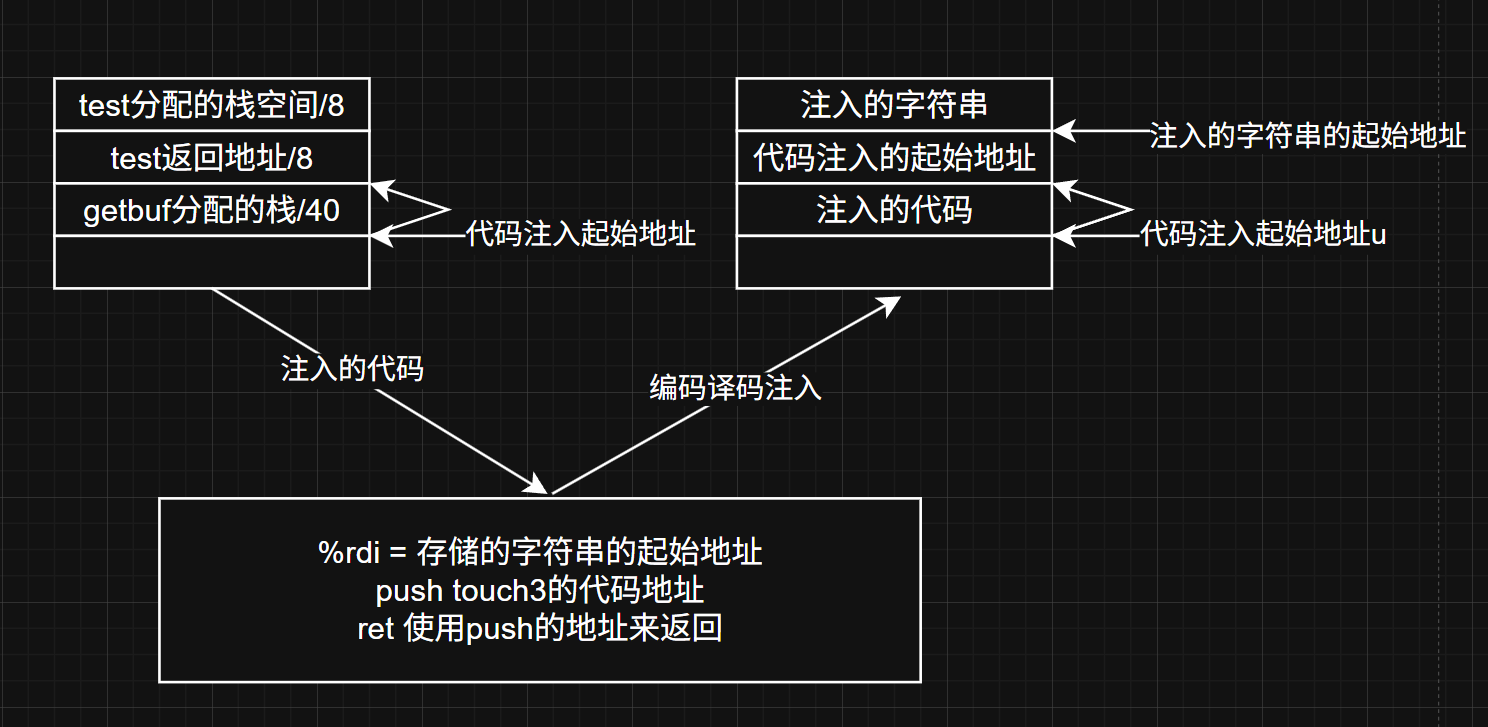 test分配的栈空间/8
test返回地址/8
getbuf分配的栈/40
代码注入起始地址
注入的字符串
注入的字符串的起始地址
代码注入的起始地址
注入的代码
代码注入起始地址u
注入的代码
编码译码注入
%rdi = 存储的字符串的起始地址
push touch3的代码地址
ret 使用push的地址来返回